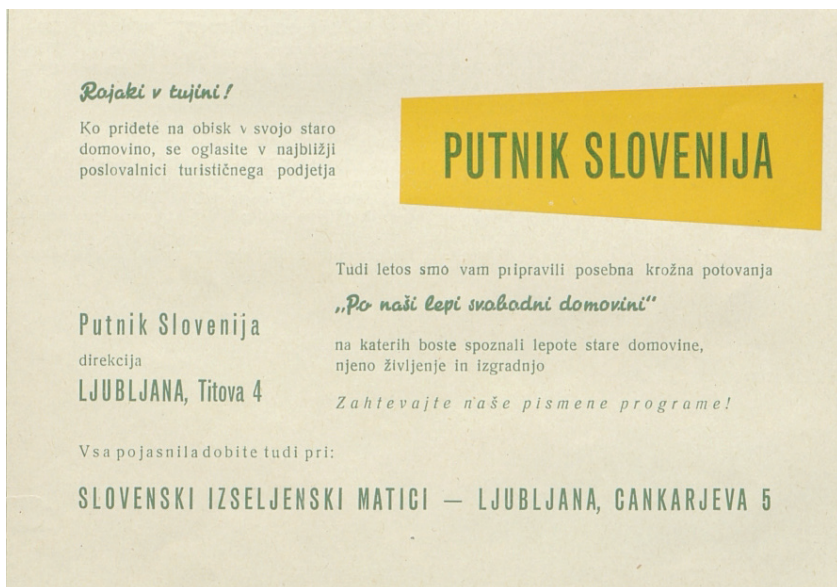 Rojaki v tujini!
Ko pridete na obisk v svojo staro
domovino, se oglasite v najbližji
poslovalnici turističnega podjetja
PUTNIK SLOVENIJA
Tudi letos smo vam pripravili posebna krožna potovanja
„Po naši lepi svobodni domovini“
na katerih boste spoznali lepote stare domovine,
njeno življenje in izgradnjo
Zahtevajte naše pismene programe!
Putnik Slovenija
direkcija
LJUBLJANA, Titova 4
Vsa pojasnila dobite tudi pri:
SLOVENSKI IZSELJENSKI MATICI — LJUBLJANA, CANKARJEVA 5